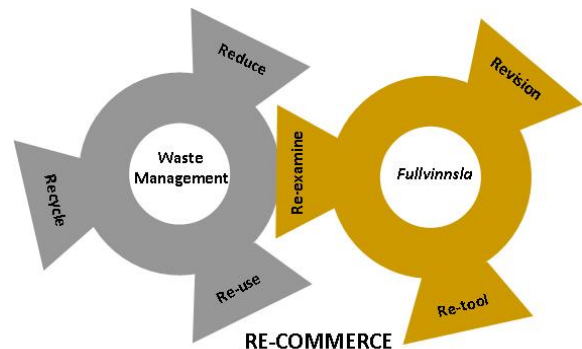 Reduce
Waste
Management
Recycle
Re-use
Re-examine
Fullvinnsla
Revision
Re-tool
RE-COMMERCE